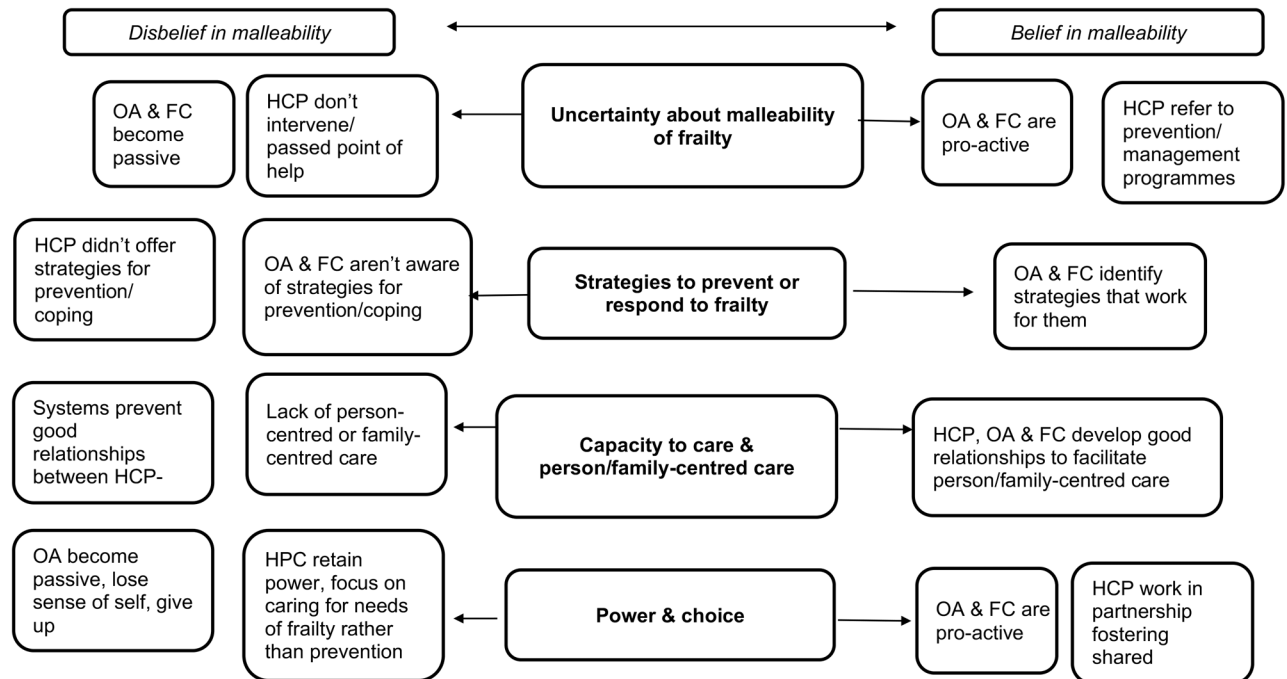 Disbelief in malleability
Belief in malleability
OA & FC
become
passive
HCP don’t
intervene/
passed point of
help
Uncertainty about malleability
of frailty
OA & FC are
pro-active
HCP refer to
prevention/
management
programmes
HCP didn’t offer
strategies for
prevention/
coping
OA & FC aren’t aware
of strategies for
prevention/coping
Strategies to prevent or
respond to frailty
OA & FC identify
strategies that work
for them
Systems prevent
good
relationships
between HCP-
Lack of person-
centred or family-
centred care
Capacity to care &
person/family-centred care
HCP, OA & FC develop good
relationships to facilitate
person/family-centred care
OA become
passive, lose
sense of self, give
up
HPC retain
power, focus on
caring for needs
of frailty rather
than prevention
Power & choice
OA & FC are
pro-active
HCP work in
partnership
fostering
shared